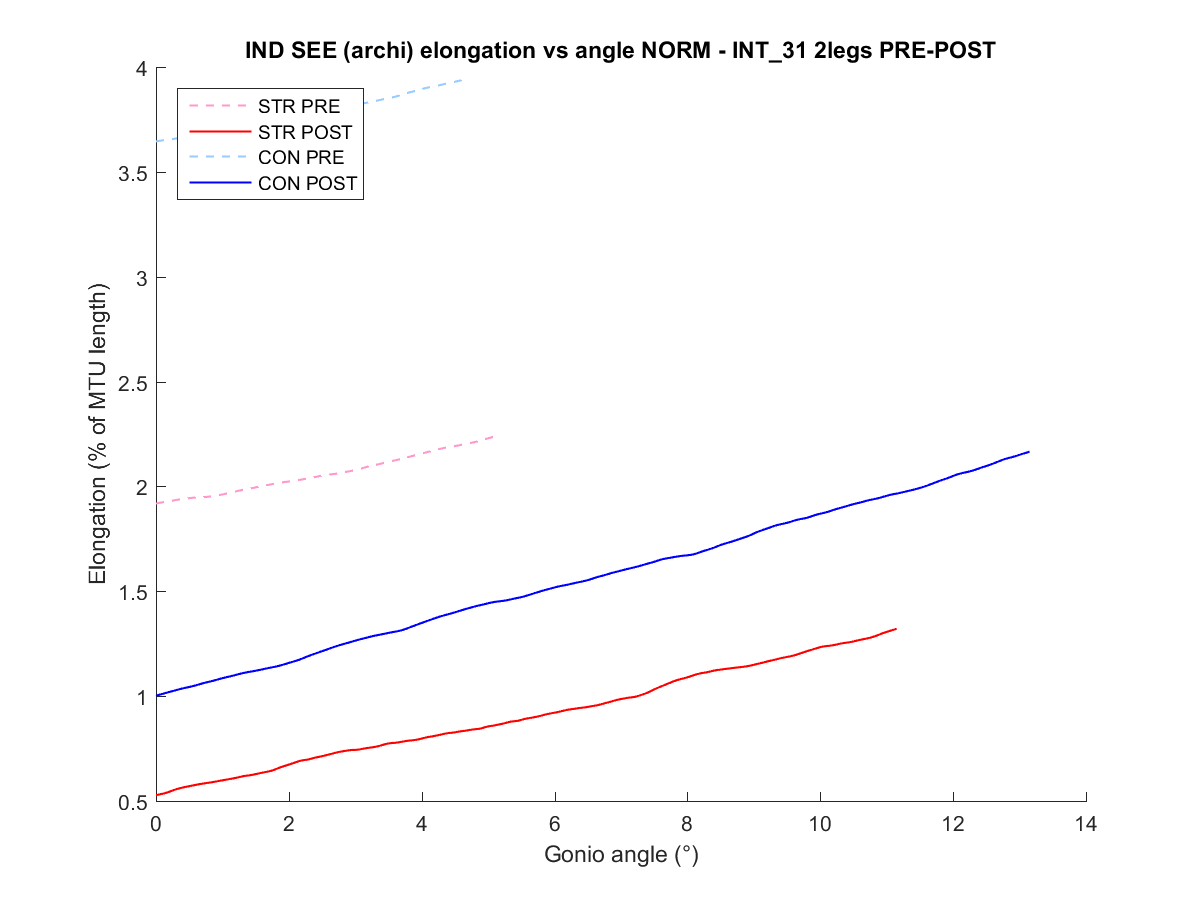 IND SEE (archi) elongation vs angle NORM - INT_31 2legs PRE-POST
STR PRE
STR POST
CON PRE
CON POST
Elongation (% of MTU length)
4
3.5
3
2.5
2
1.5
1
0.5
0 2 4 6 8 10 12 14
Gonio angle (°)